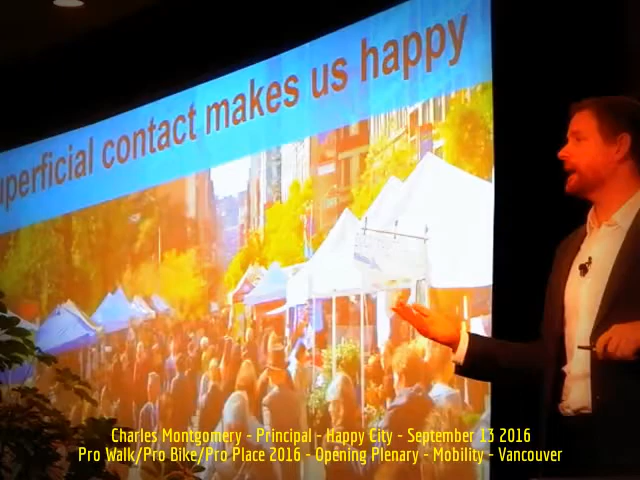 uperficial contact makes us happy
Charles Montgomery - Principal - Happy City - September 13 2016
Pro Walk/Pro Bike/Pro Place 2016 - Opening Plenary - Mobility - Vancouver